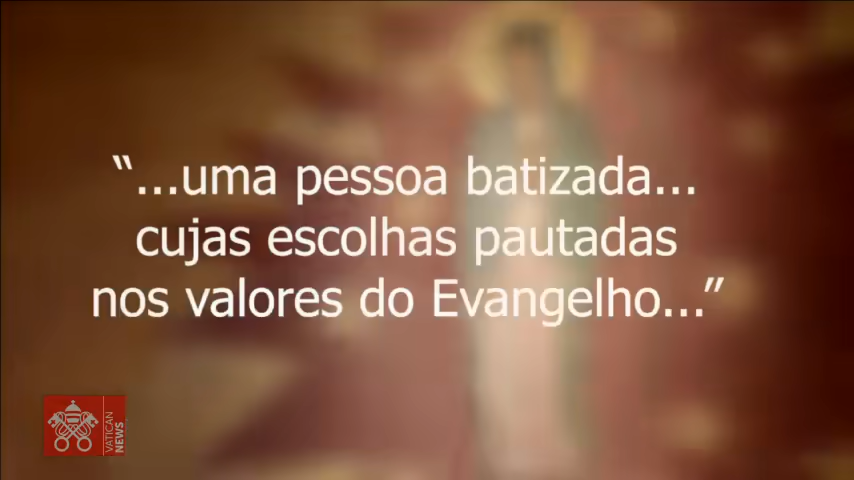 “...uma pessoa batizada...
cujas escolhas pautadas
nos valores do Evangelho...”
VATICAN
NEWS